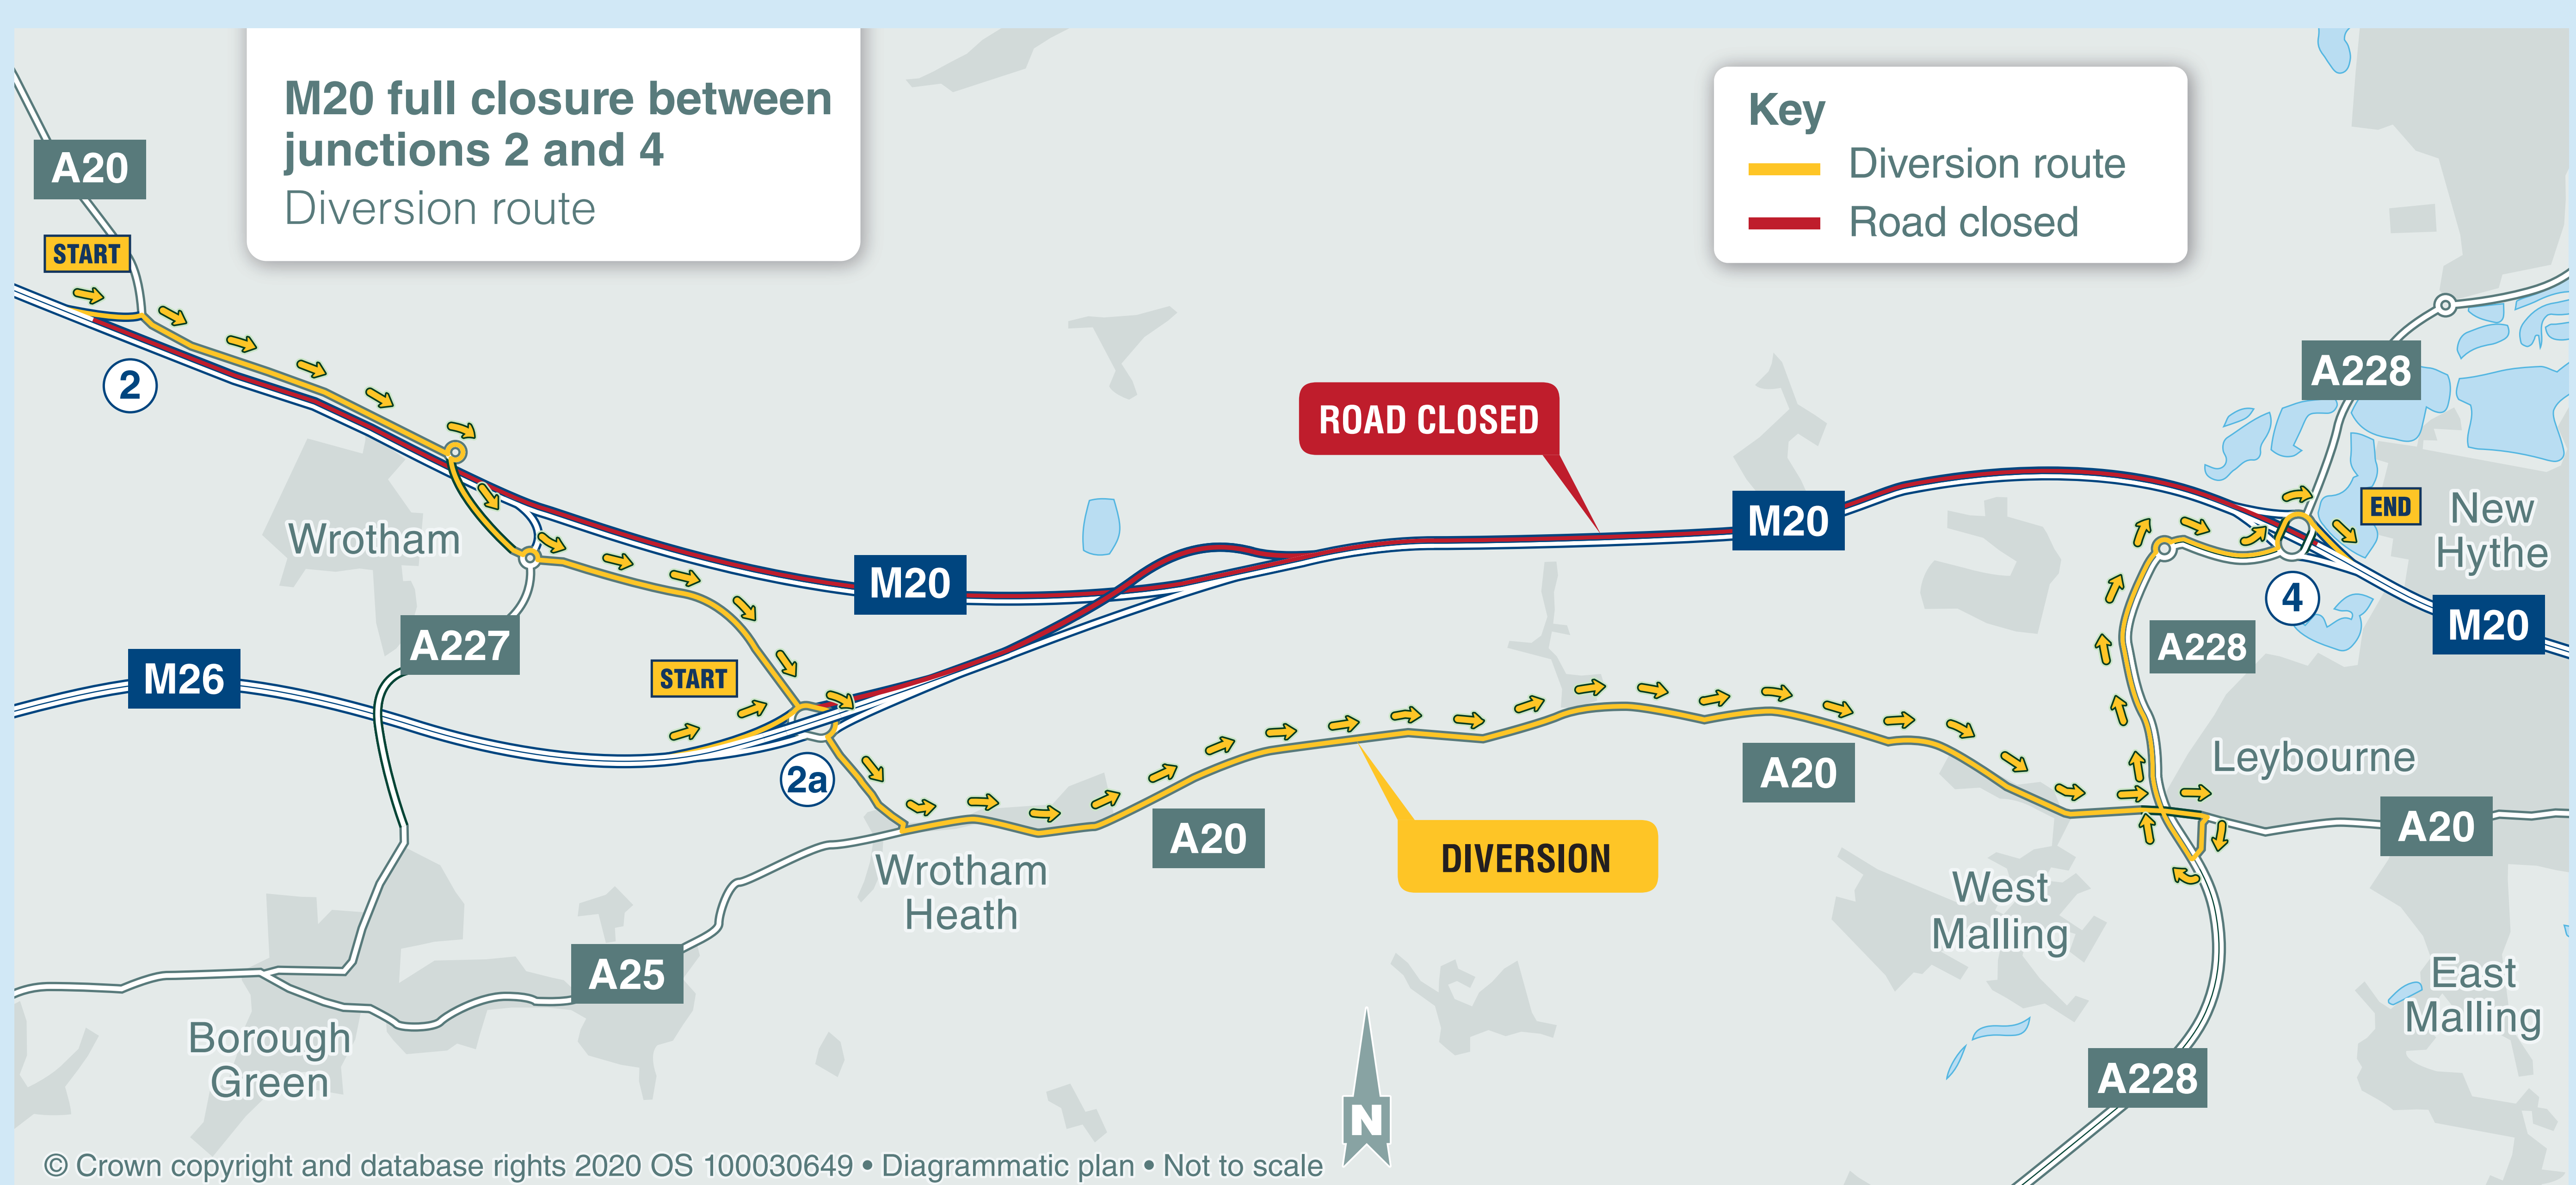 M20 full closure between
junctions 2 and 4
Diversion route
Key
Diversion route
Road closed
A20
START
2
Wrotham
A227
M26
START
2a
M20
ROAD CLOSED
M20
A228
END
New
Hythe
4
M20
A228
Leybourne
A20
A20
A20
DIVERSION
Wrotham
Heath
West
Malling
A25
East
Malling
Borough
Green
A228
N
© Crown copyright and database rights 2020 OS 100030649 • Diagrammatic plan • Not to scale